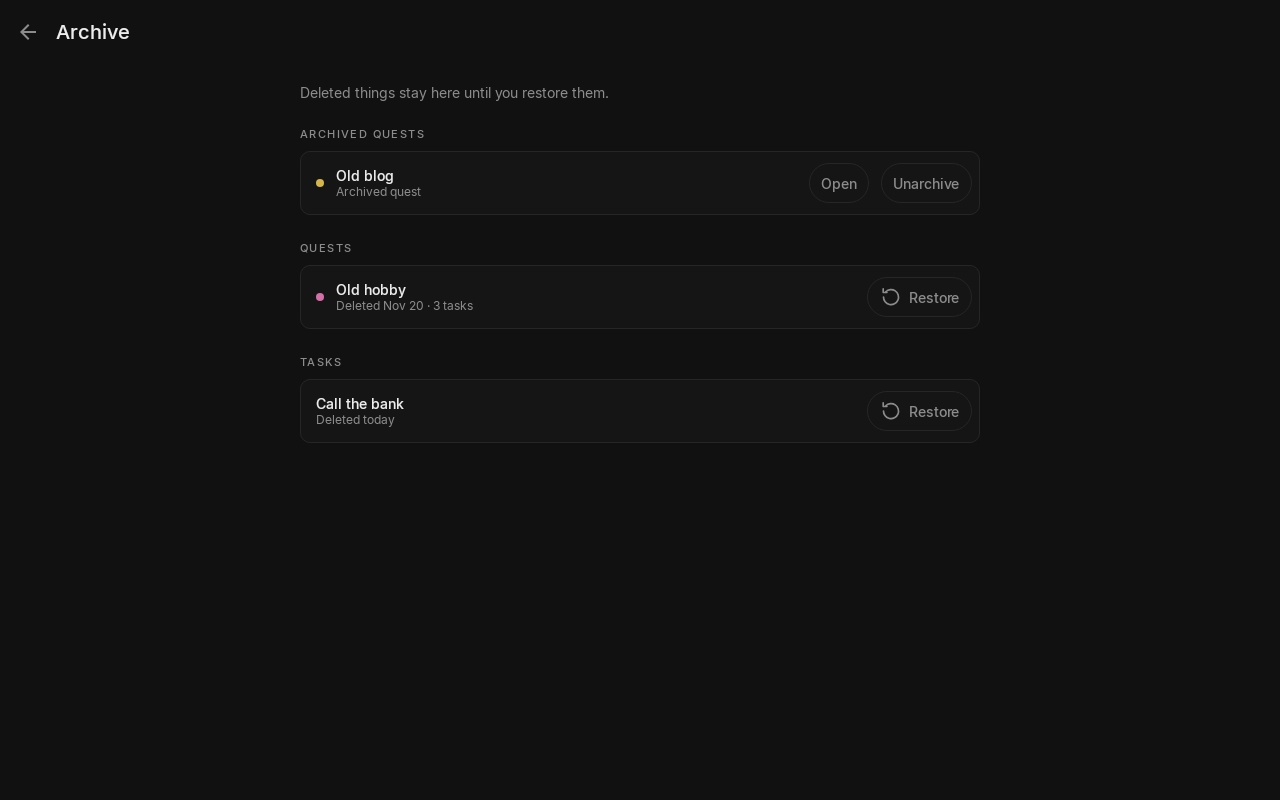 Archive
Deleted things stay here until you restore them.
ARCHIVED QUESTS
Old blog
Archived quest
Open
Unarchive
QUESTS
Old hobby
Deleted Nov 20 · 3 tasks
Restore
TASKS
Call the bank
Deleted today
Restore